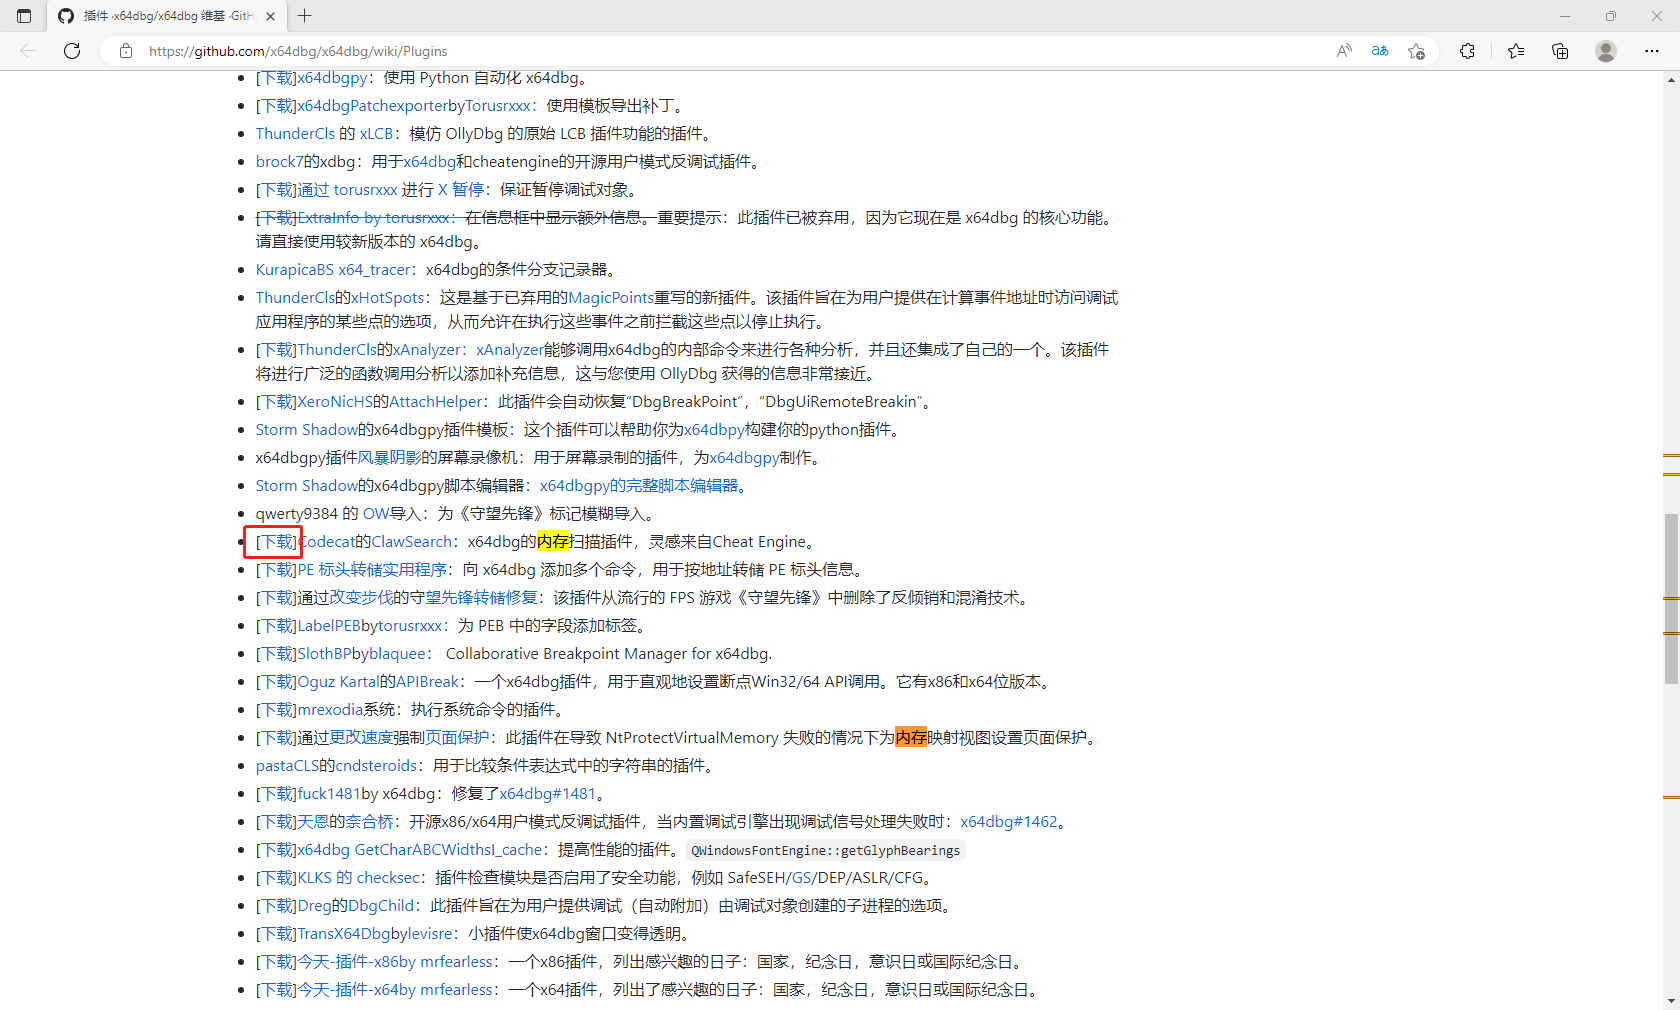 插件 ·x64dbg/x64dbg 维基 ·GitH
https://github.com/x64dbg/x64dbg/wiki/Plugins
[下载]x64dbgpy：使用 Python 自动化 x64dbg。
[下载]x64dbgPatchexporterbyTorusrxxx：使用模板导出补丁。
ThunderCls 的 xLCB：模仿 OllyDbg 的原始 LCB 插件功能的插件。
brock7的xdbg：用于x64dbg和cheatengine的开源用户模式反调试插件。
[下载]通过 torusrxxx 进行 X 暂停：保证暂停调试对象。
[下载]ExtraInfo by torusrxxx：在信息框中显示额外信息。重要提示：此插件已被弃用，因为它现在是 x64dbg 的核心功能。
请直接使用较新版本的 x64dbg。
KurapicaBS x64_tracer：x64dbg的条件分支记录器。
ThunderCls的xHotSpots：这是基于已弃用的MagicPoints重写的新插件。该插件旨在为用户提供在计算事件地址时访问调试
应用程序的某些点的选项，从而允许在执行这些事件之前拦截这些点以停止执行。
[下载]ThunderCls的xAnalyzer：xAnalyzer能够调用x64dbg的内部命令来进行各种分析，并且还集成了自己的一个。该插件
将进行广泛的函数调用分析以添加补充信息，这与您使用 OllyDbg 获得的信息非常接近。
[下载]XeroNicHS的AttachHelper：此插件会自动恢复“DbgBreakPoint”，“DbgUiRemoteBreakin”。
Storm Shadow的x64dbgpy插件模板：这个插件可以帮助你为x64dbpy构建你的python插件。
x64dbgpy插件风暴阴影的屏幕录像机：用于屏幕录制的插件，为x64dbgpy制作。
Storm Shadow的x64dbgpy脚本编辑器：x64dbgpy的完整脚本编辑器。
qwerty9384 的 OW导入：为《守望先锋》标记模糊导入。
[下载]Codecat的ClawSearch：x64dbg的内存扫描插件，灵感来自Cheat Engine。
[下载]PE 标头转储实用程序：向 x64dbg 添加多个命令，用于按地址转储 PE 标头信息。
[下载]通过改变步伐的守望先锋转储修复：该插件从流行的 FPS 游戏《守望先锋》中删除了反倾销和混淆技术。
[下载]LabelPEBbytorusrxxx：为 PEB 中的字段添加标签。
[下载]SlothBPbyblaquee： Collaborative Breakpoint Manager for x64dbg.
[下载]Oguz Kartal的APIBreak：一个x64dbg插件，用于直观地设置断点Win32/64 API调用。它有x86和x64位版本。
[下载]mrexodia系统：执行系统命令的插件。
[下载]通过更改速度强制页面保护：此插件在导致 NtProtectVirtualMemory 失败的情况下为内存映射视图设置页面保护。
pastaCLS的cndsteroids：用于比较条件表达式中的字符串的插件。
[下载]fuck1481by x64dbg：修复了x64dbg#1481。
[下载]天恩的奈合桥：开源x86/x64用户模式反调试插件，当内置调试引擎出现调试信号处理失败时：x64dbg#1462。
[下载]x64dbg GetCharABCWidthsI_cache：提高性能的插件。QWindowsFontEngine::getGlyphBearings
[下载]KLKS 的 checksec：插件检查模块是否启用了安全功能，例如 SafeSEH/GS/DEP/ASLR/CFG。
[下载]Dreg的DbgChild：此插件旨在为用户提供调试（自动附加）由调试对象创建的子进程的选项。
[下载]TransX64Dbgbylevisre：小插件使x64dbg窗口变得透明。
[下载]今天-插件-x86by mrfearless：一个x86插件，列出感兴趣的日子：国家，纪念日，意识日或国际纪念日。
[下载]今天-插件-x64by mrfearless：一个x64插件，列出了感兴趣的日子：国家，纪念日，意识日或国际纪念日。